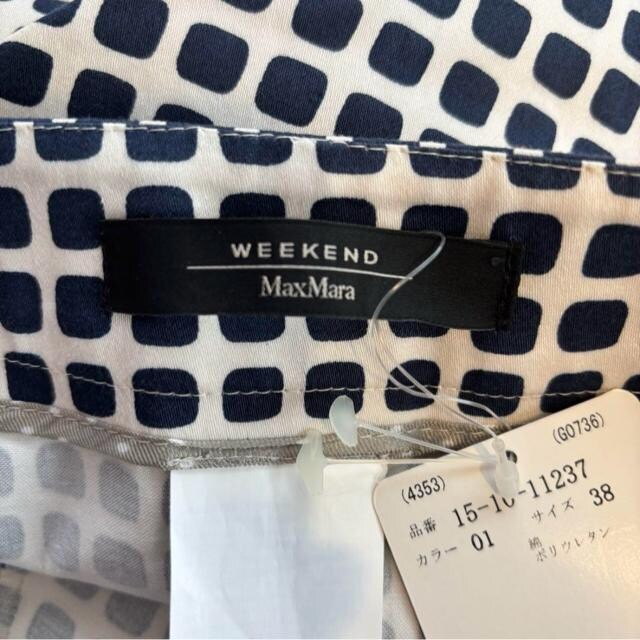 WEEKEND
MaxMara
(4353) (G0736)
品番 15-10-11237
カラー 01 サイズ 38
綿
ポリウレタン